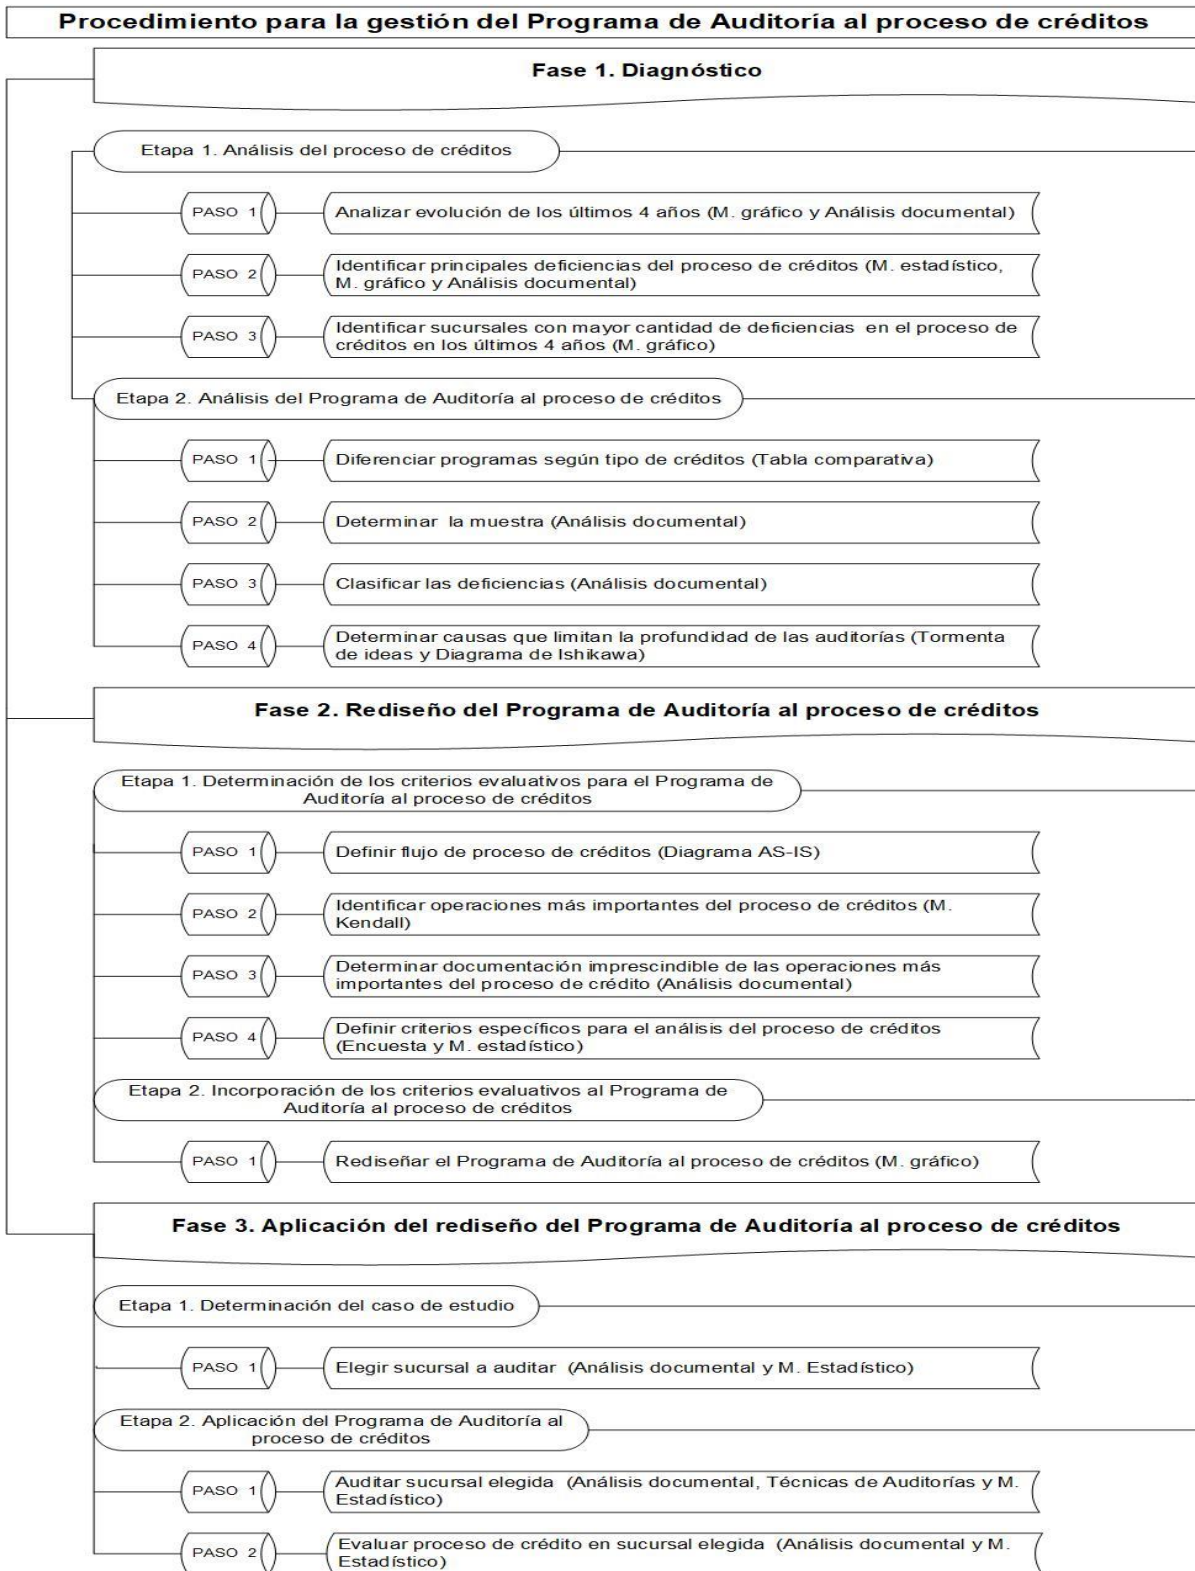 Procedimiento para la gestión del Programa de Auditoría al proceso de créditos
Fase 1. Diagnóstico
Etapa 1. Análisis del proceso de créditos
PASO 1
Analizar evolución de los últimos 4 años (M. gráfico y Análisis documental)
PASO 2
Identificar principales deficiencias del proceso de créditos (M. estadístico,
M. gráfico y Análisis documental)
PASO 3
Identificar sucursales con mayor cantidad de deficiencias en el proceso de
créditos en los últimos 4 años (M. gráfico)
Etapa 2. Análisis del Programa de Auditoría al proceso de créditos
PASO 1
Diferenciar programas según tipo de créditos (Tabla comparativa)
PASO 2
Determinar la muestra (Análisis documental)
PASO 3
Clasificar las deficiencias (Análisis documental)
PASO 4
Determinar causas que limitan la profundidad de las auditorías (Tormenta
de ideas y Diagrama de Ishikawa)
Fase 2. Rediseño del Programa de Auditoría al proceso de créditos
Etapa 1. Determinación de los criterios evaluativos para el Programa de
Auditoría al proceso de créditos
PASO 1
Definir flujo de proceso de créditos (Diagrama AS-IS)
PASO 2
Identificar operaciones más importantes del proceso de créditos (M.
Kendall)
PASO 3
Determinar documentación imprescindible de las operaciones más
importantes del proceso de crédito (Análisis documental)
PASO 4
Definir criterios específicos para el análisis del proceso de créditos
(Encuesta y M. estadístico)
Etapa 2. Incorporación de los criterios evaluativos al Programa de
Auditoría al proceso de créditos
PASO 1
Rediseñar el Programa de Auditoría al proceso de créditos (M. gráfico)
Fase 3. Aplicación del rediseño del Programa de Auditoría al proceso de créditos
Etapa 1. Determinación del caso de estudio
PASO 1
Elegir sucursal a auditar (Análisis documental y M. Estadístico)
Etapa 2. Aplicación del Programa de Auditoría al
proceso de créditos
PASO 1
Auditar sucursal elegida (Análisis documental, Técnicas de Auditorías y M.
Estadístico)
PASO 2
Evaluar proceso de crédito en sucursal elegida (Análisis documental y M.
Estadístico)